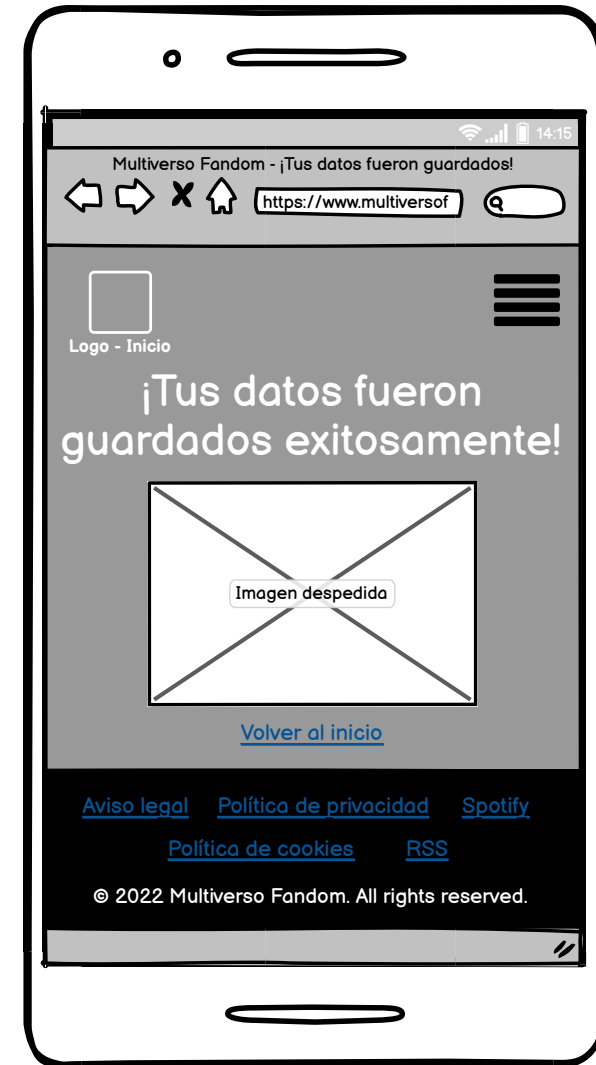 14:15
Multiverso Fandom - ¡Tus datos fueron guardados!
https://www.multiversof
Logo - Inicio
¡Tus datos fueron
guardados exitosamente!
Imagen despedida
Volver al inicio
Aviso legal Política de privacidad Spotify
Política de cookies RSS
© 2022 Multiverso Fandom. All rights reserved.